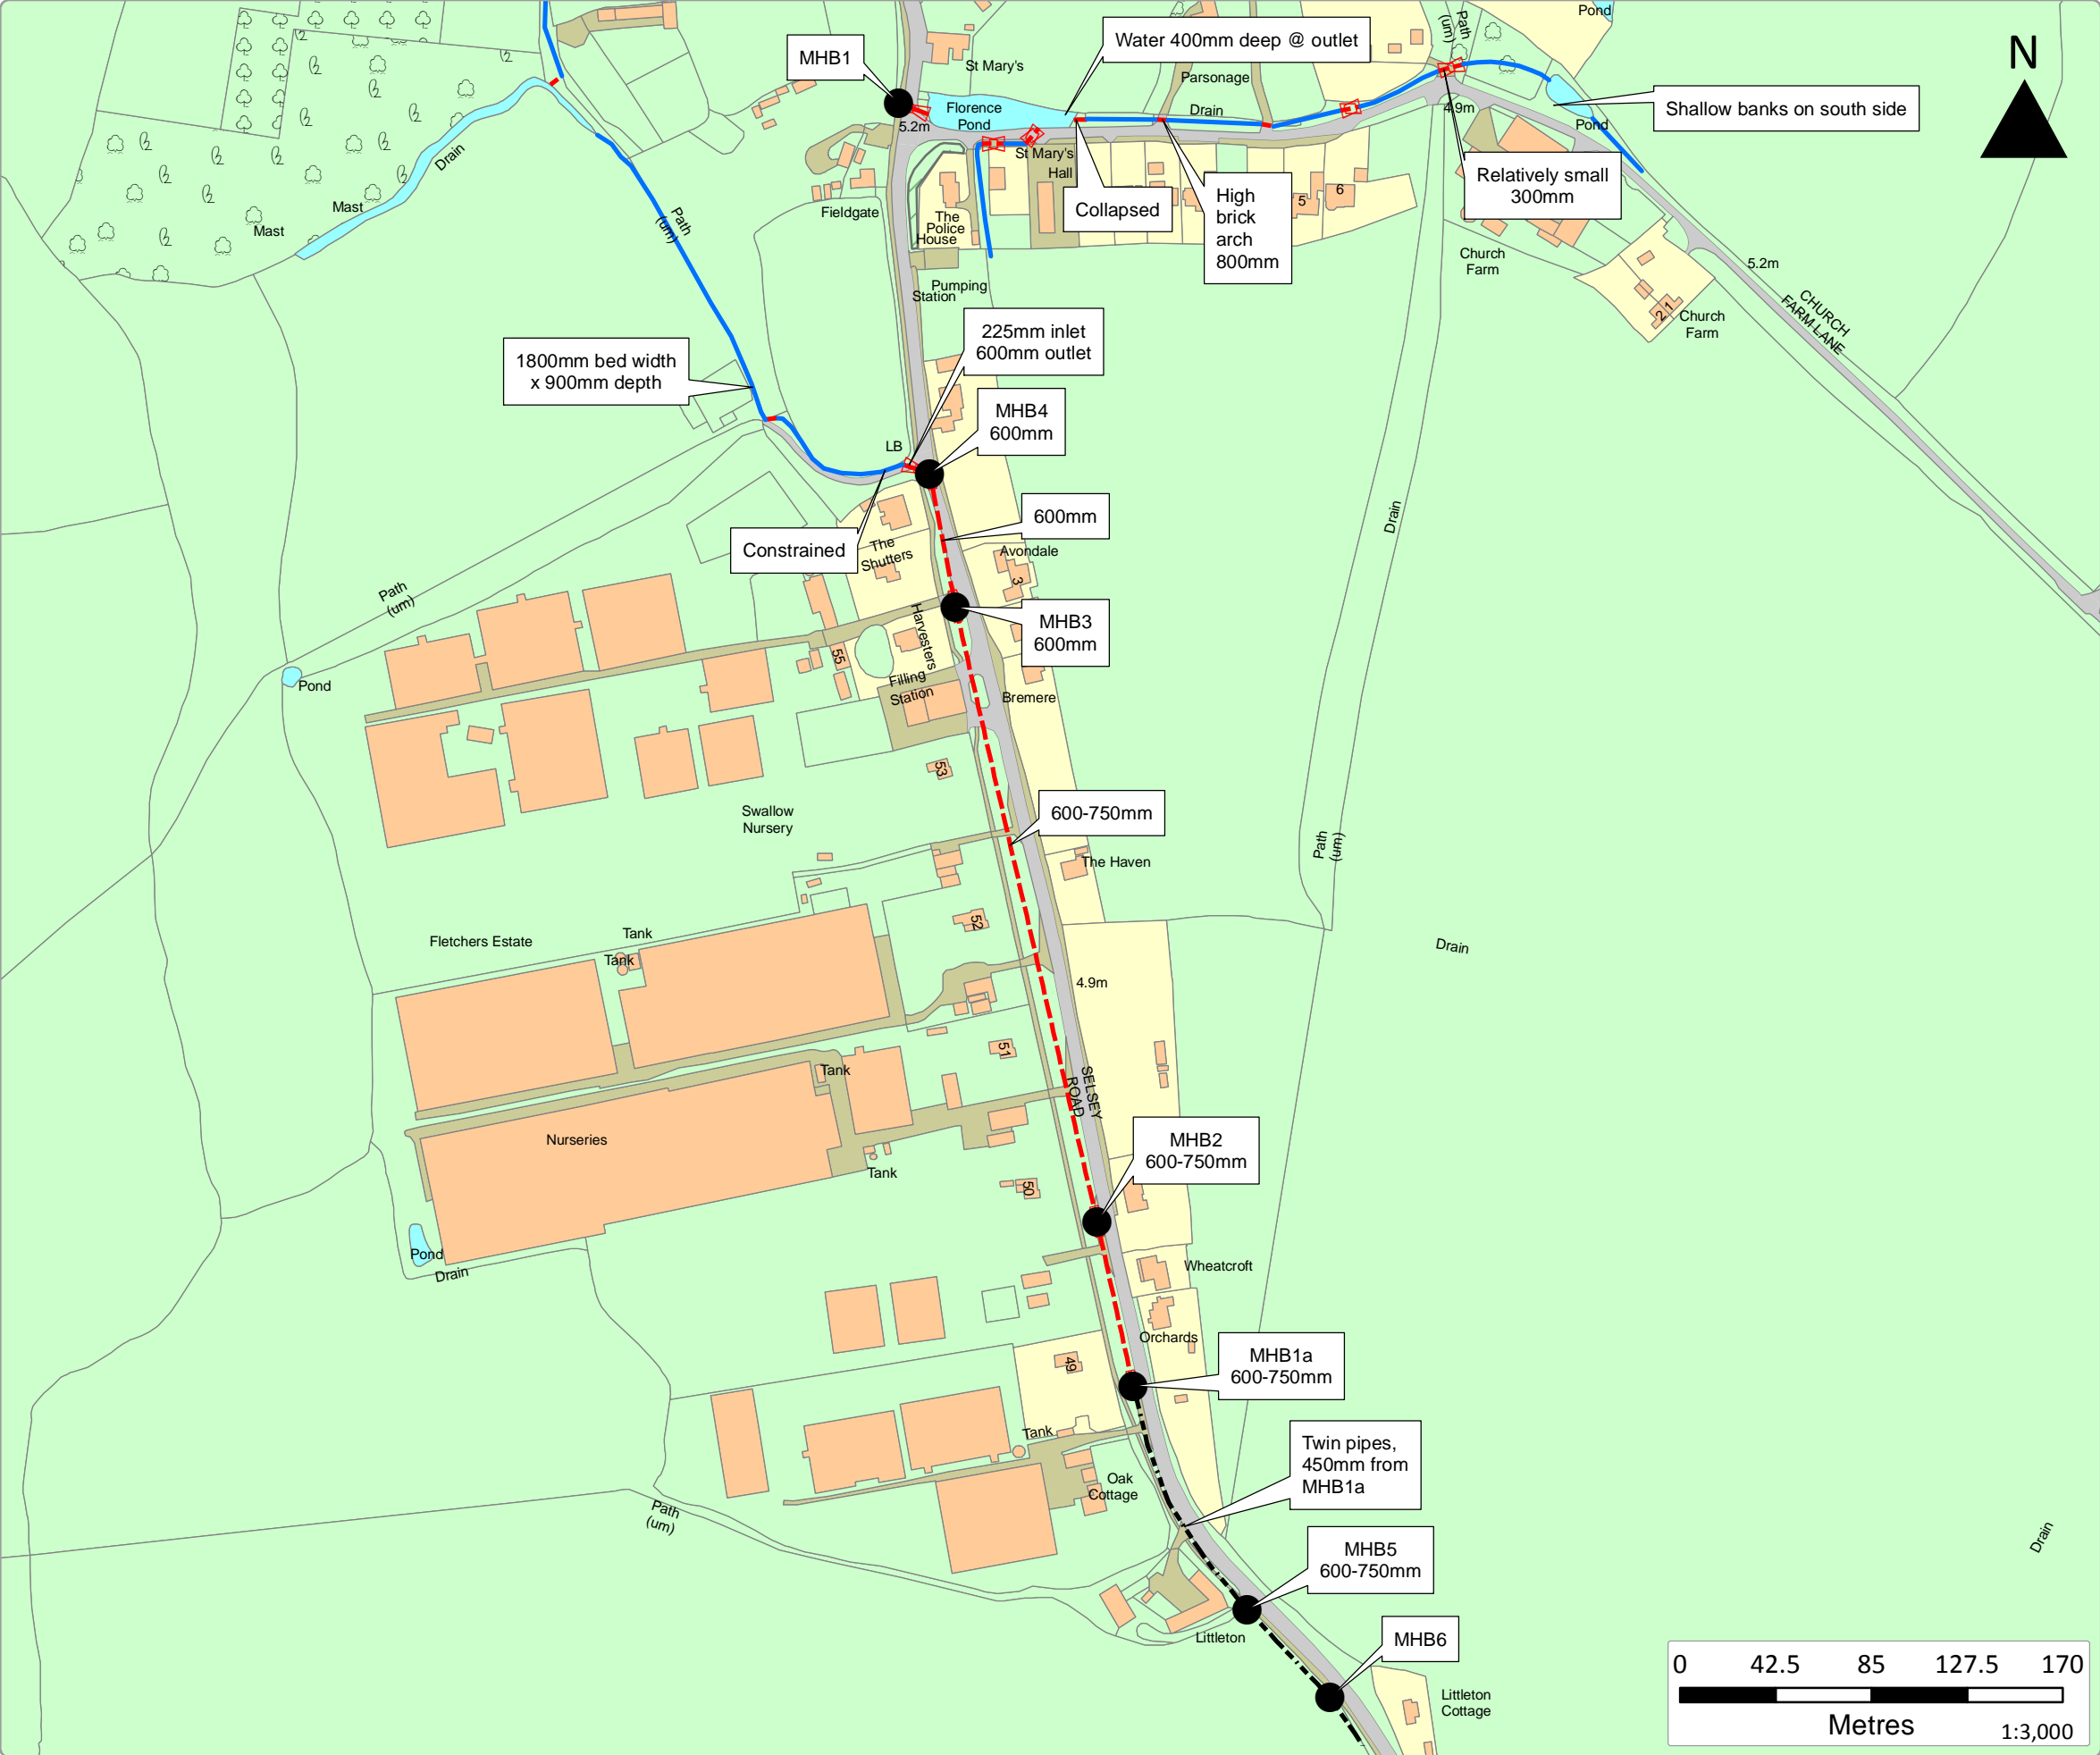 Pond
Path
(um)
N
MHB1
St Mary's
Water 400mm deep @ outlet
Parsonage
Florence
Pond
Drain
5.2m
4.9m
Shallow banks on south side
Pond
Drain
Mast
Mast
St Mary's
Hall
Relatively small
300mm
Collapsed
High
brick
arch
800mm
5
6
Fieldgate
The
Police
House
Path
(um)
Church
Farm
5.2m
Pumping
Station
CHURCH
FARM LANE
2
1
Church
Farm
1800mm bed width
x 900mm depth
225mm inlet
600mm outlet
MHB4
600mm
LB
600mm
Drain
Constrained
The
Shutters
Avondale
3
Path
(um)
MHB3
600mm
Harvesters
55
Pond
Filling
Station
Bremere
53
Swallow
Nursery
600-750mm
Path
(um)
The Haven
52
Fletchers Estate
Tank
Tank
Drain
4.9m
51
Tank
SELSEY
ROAD
Nurseries
MHB2
600-750mm
Tank
50
Pond
Drain
Wheatcroft
Orchards
49
MHB1a
600-750mm
Tank
Twin pipes,
450mm from
MHB1a
Oak
Cottage
Path
(um)
Drain
MHB5
600-750mm
Littleton
MHB6
Littleton
Cottage
0 42.5 85 127.5 170
Metres
1:3,000